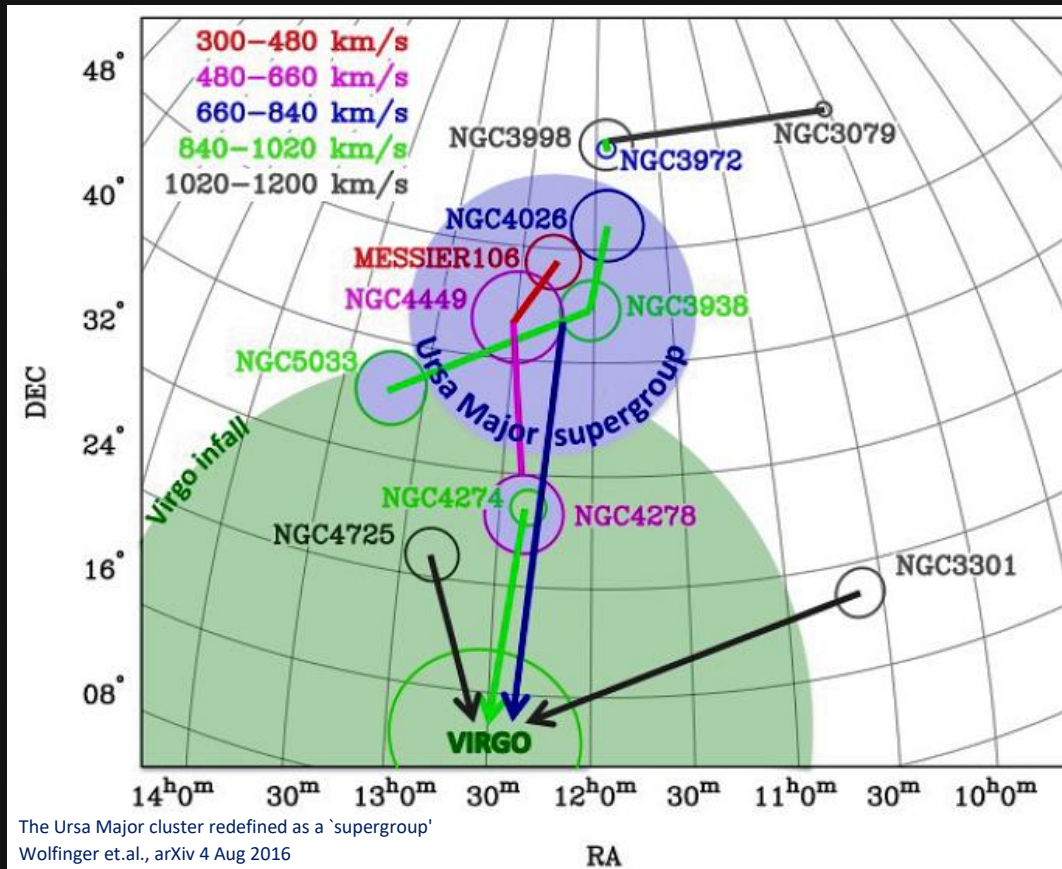 300−480 km/s
480−660 km/s
660−840 km/s
840−1020 km/s
1020−1200 km/s
48°
40°
32°
24°
16°
08°
DEC
NGC3998
NGC3079
NGC3972
NGC4026
MESSIER106
NGC4449
NGC3938
NGC5033
Ursa Major supergroup
Virgo infall
NGC4274
NGC4278
NGC4725
NGC3301
VIRGO
14h0m 30m 13h0m 30m 12h0m 30m 11h0m 30m 10h0m
RA
The Ursa Major cluster redefined as a `supergroup'
Wolfinger et.al., arXiv 4 Aug 2016